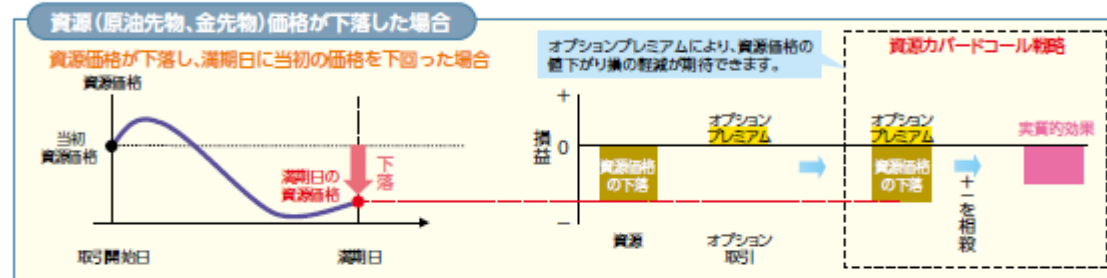 資源（原油先物、金先物）価格が下落した場合
資源価格が下落し、満期日に当初の価格を下回った場合
資源価格
当初
資源価格
満期日の
資源価格
下落
取引開始日
満期日
オプションプレミアムにより、資源価格の
値下がり損の軽減が期待できます。
損益
＋
0
－
資源価格
の下落
オプション
プレミアム
資源
オプション
取引
資源カバードコール戦略
オプション
プレミアム
資源価格
の下落
＋－を相殺
実質的効果